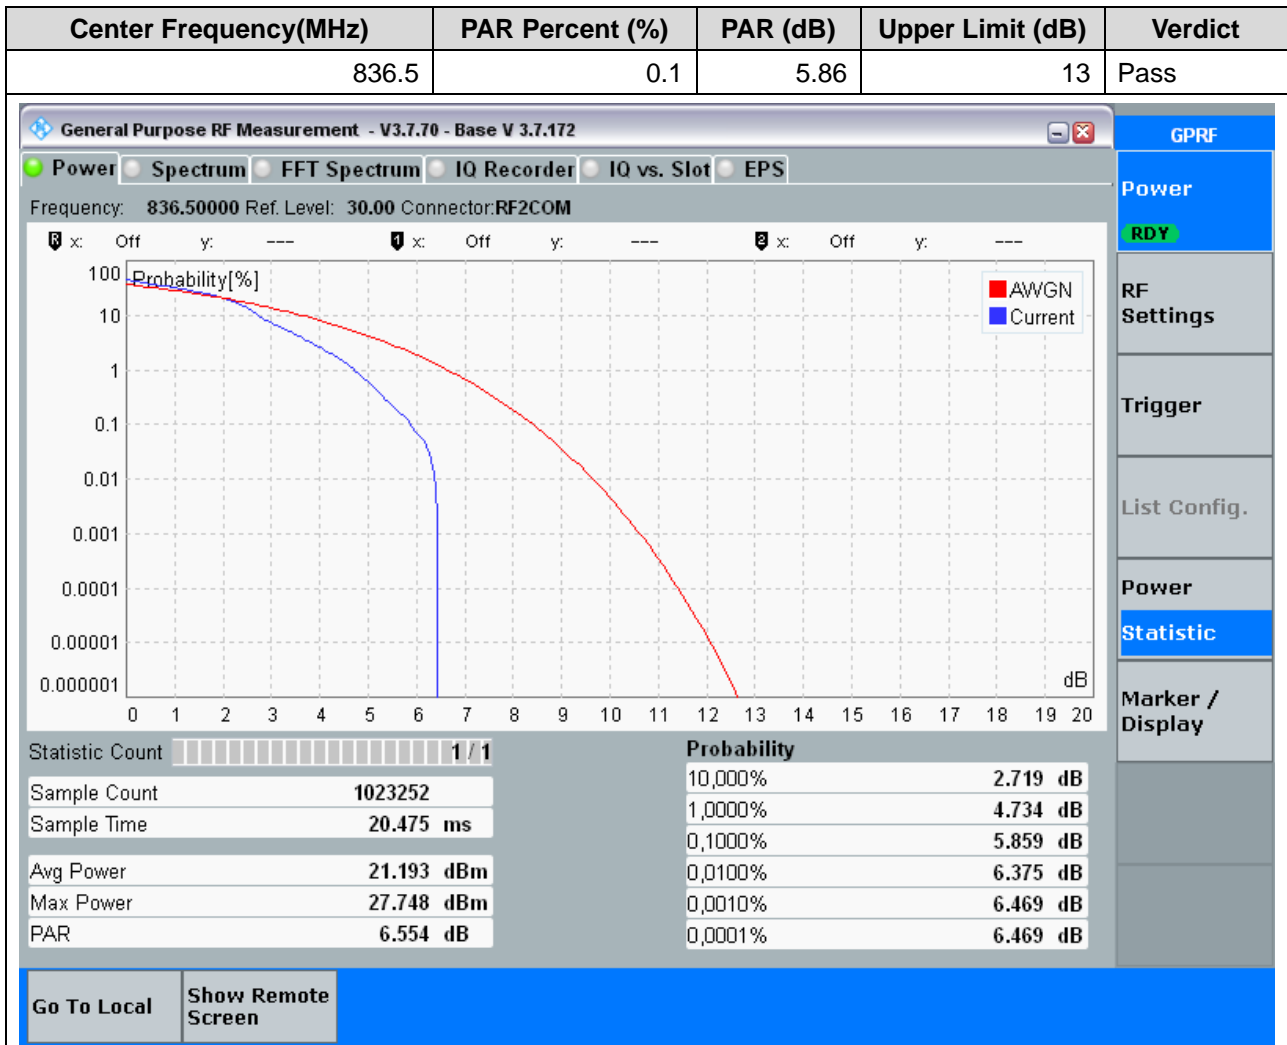 Center Frequency(MHz) PAR Percent (%) PAR (dB) Upper Limit (dB) Verdict
836.5 0.1 5.86 13 Pass
General Purpose RF Measurement - V3.7.70 - Base V 3.7.172
GPRF
Power Spectrum FFT Spectrum IQ Recorder IQ vs. Slot EPS
Power
RDY
Frequency: 836.50000 Ref. Level: 30.00 Connector:RF2COM
R x: Off y: --- 1 x: Off y: --- 2 x: Off y: ---
Probability[%]
AWGN
Current
100
10
1
0.1
0.01
0.001
0.0001
0.00001
0.000001
dB
0 1 2 3 4 5 6 7 8 9 10 11 12 13 14 15 16 17 18 19 20
RF
Settings
Trigger
List Config.
Power
Statistic
Marker /
Display
Statistic Count 1 / 1
Sample Count 1023252
Sample Time 20.475 ms
Avg Power 21.193 dBm
Max Power 27.748 dBm
PAR 6.554 dB
Probability
10,000% 2.719 dB
1,0000% 4.734 dB
0,1000% 5.859 dB
0,0100% 6.375 dB
0,0010% 6.469 dB
0,0001% 6.469 dB
Go To Local
Show Remote
Screen